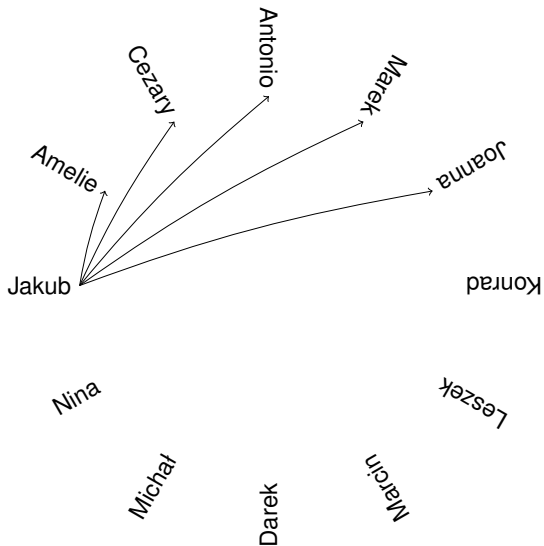 Antonio
Cezary
Marek
Amelie
Joanna
Jakub
Konrad
Nina
Leszek
Michał
Marcin
Darek